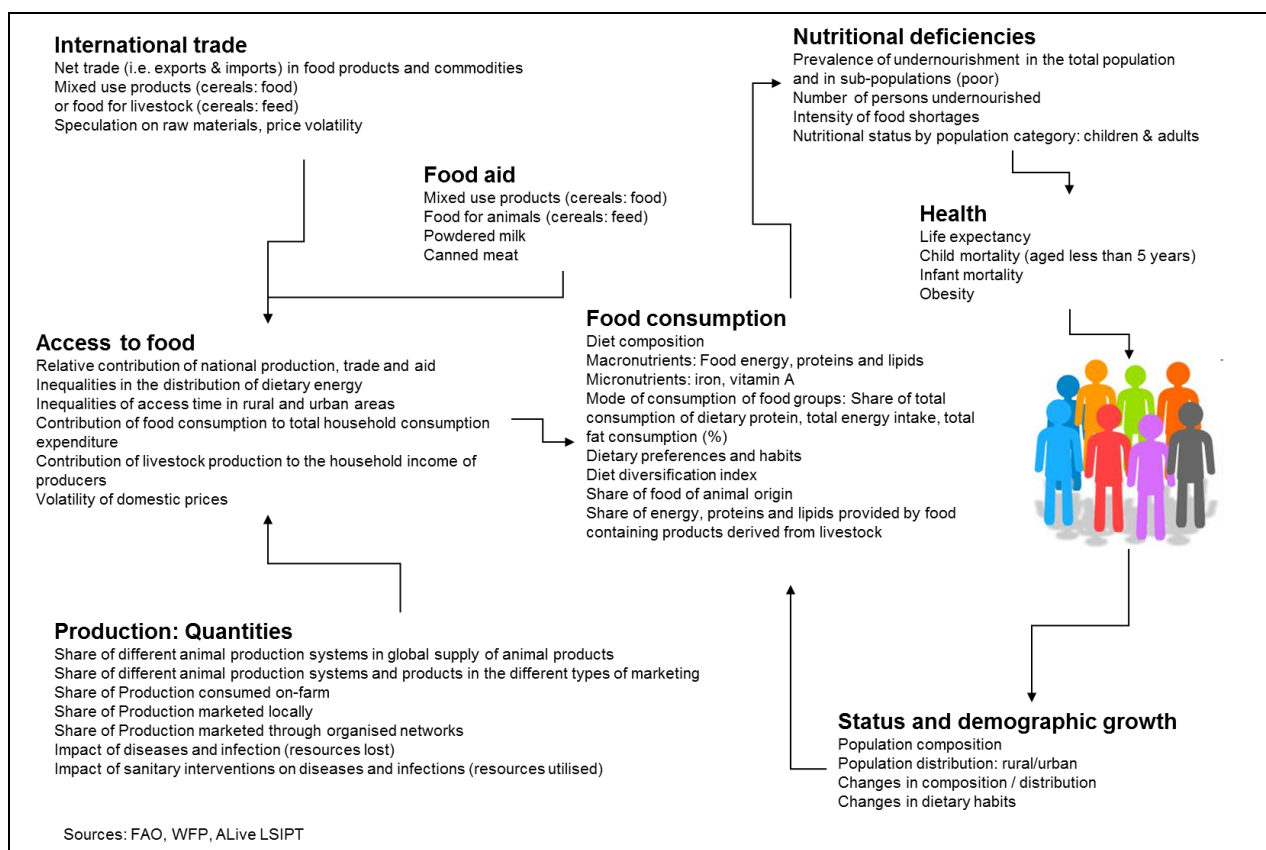 International trade
Net trade (i.e. exports & imports) in food products and commodities
Mixed use products (cereals: food)
or food for livestock (cereals: feed)
Speculation on raw materials, price volatility
Nutritional deficiencies
Prevalence of undernourishment in the total population
and in sub-populations (poor)
Number of persons undernourished
Intensity of food shortages
Nutritional status by population category: children & adults
Food aid
Mixed use products (cereals: food)
Food for animals (cereals: feed)
Powdered milk
Canned meat
Health
Life expectancy
Child mortality (aged less than 5 years)
Infant mortality
Obesity
Access to food
Relative contribution of national production, trade and aid
Inequalities in the distribution of dietary energy
Inequalities of access time in rural and urban areas
Contribution of food consumption to total household consumption
expenditure
Contribution of livestock production to the household income of
producers
Volatility of domestic prices
Food consumption
Diet composition
Macronutrients: Food energy, proteins and lipids
Micronutrients: iron, vitamin A
Mode of consumption of food groups: Share of total
consumption of dietary protein, total energy intake, total
fat consumption (%)
Dietary preferences and habits
Diet diversification index
Share of food of animal origin
Share of energy, proteins and lipids provided by food
containing products derived from livestock
Production: Quantities
Share of different animal production systems in global supply of animal products
Share of different animal production systems and products in the different types of marketing
Share of Production consumed on-farm
Share of Production marketed locally
Share of Production marketed through organised networks
Impact of diseases and infection (resources lost)
Impact of sanitary interventions on diseases and infections (resources utilised)
Status and demographic growth
Population composition
Population distribution: rural/urban
Changes in composition / distribution
Changes in dietary habits
Sources: FAO, WFP, ALive LSIPT